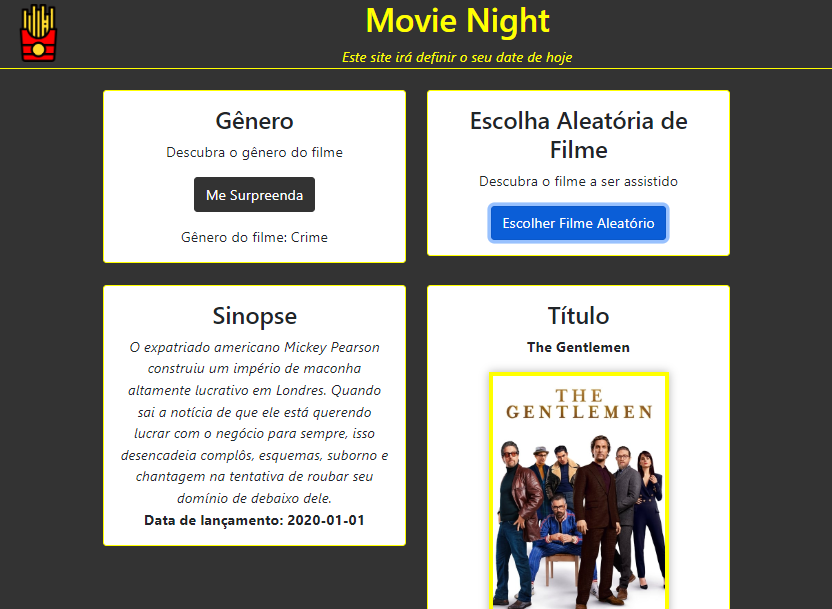 Movie Night
Este site irá definir o seu date de hoje
Gênero
Descubra o gênero do filme
Me Surpreenda
Gênero do filme: Crime
Escolha Aleatória de
Filme
Descubra o filme a ser assistido
Escolher Filme Aleatório
Sinopse
O expatriado americano Mickey Pearson
construiu um império de maconha
altamente lucrativo em Londres. Quando
sai a notícia de que ele está querendo
lucrar com o negócio para sempre, isso
desencadeia complôs, esquemas, suborno e
chantagem na tentativa de roubar seu
domínio de debaixo dele.
Data de lançamento: 2020-01-01
Título
The Gentlemen
THE
GENTLEMEN